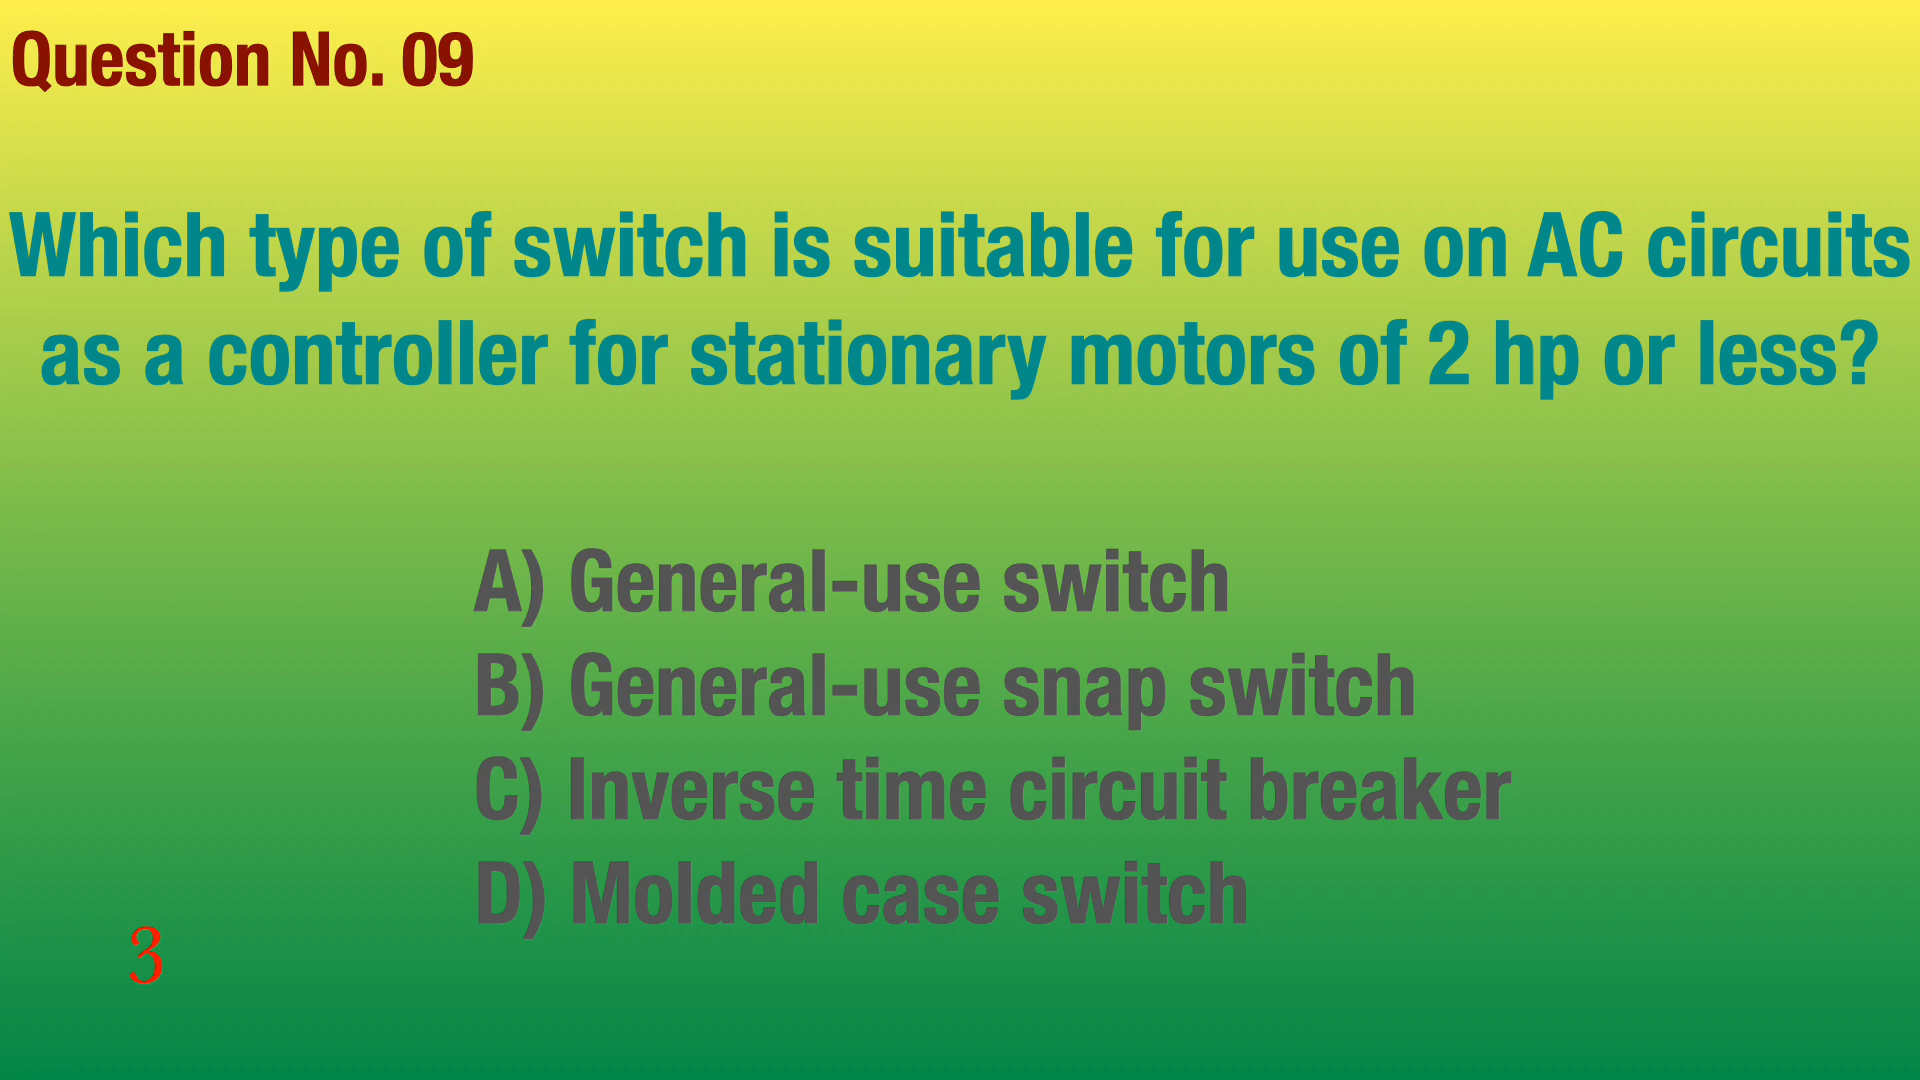 Question No. 09
Which type of switch is suitable for use on AC circuits
as a controller for stationary motors of 2 hp or less?
A) General-use switch
B) General-use snap switch
C) Inverse time circuit breaker
D) Molded case switch
3